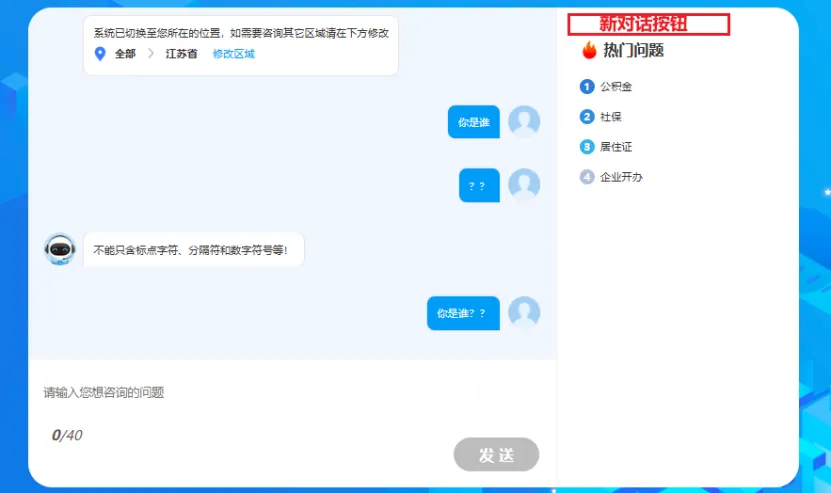 系统已切换至您所在的位置，如需要咨询其它区域请在下方修改
全部 > 江苏省 修改区域
你是谁
？？
不能只含标点字符、分隔符和数字符号等！
你是谁？？
请输入您想咨询的问题
0/40
发 送
新对话按钮
热门问题
1 公积金
2 社保
3 居住证
4 企业开办